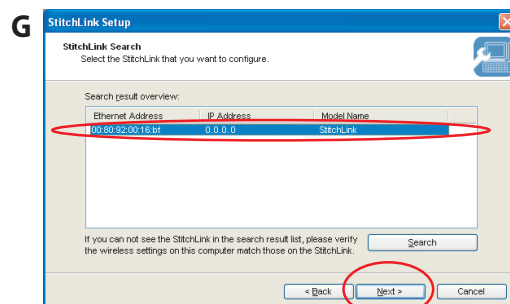 G
StitchLink Setup
StitchLink Search
Select the StitchLink that you want to configure.
Search result overview:
Ethernet Address IP Address Model Name
00:80:92:00:16:bf 0.0.0.0 StitchLink
If you can not see the StitchLink in the search result list, please verify
the wireless settings on this computer match those on the StitchLink.
Search
< Back Next > Cancel